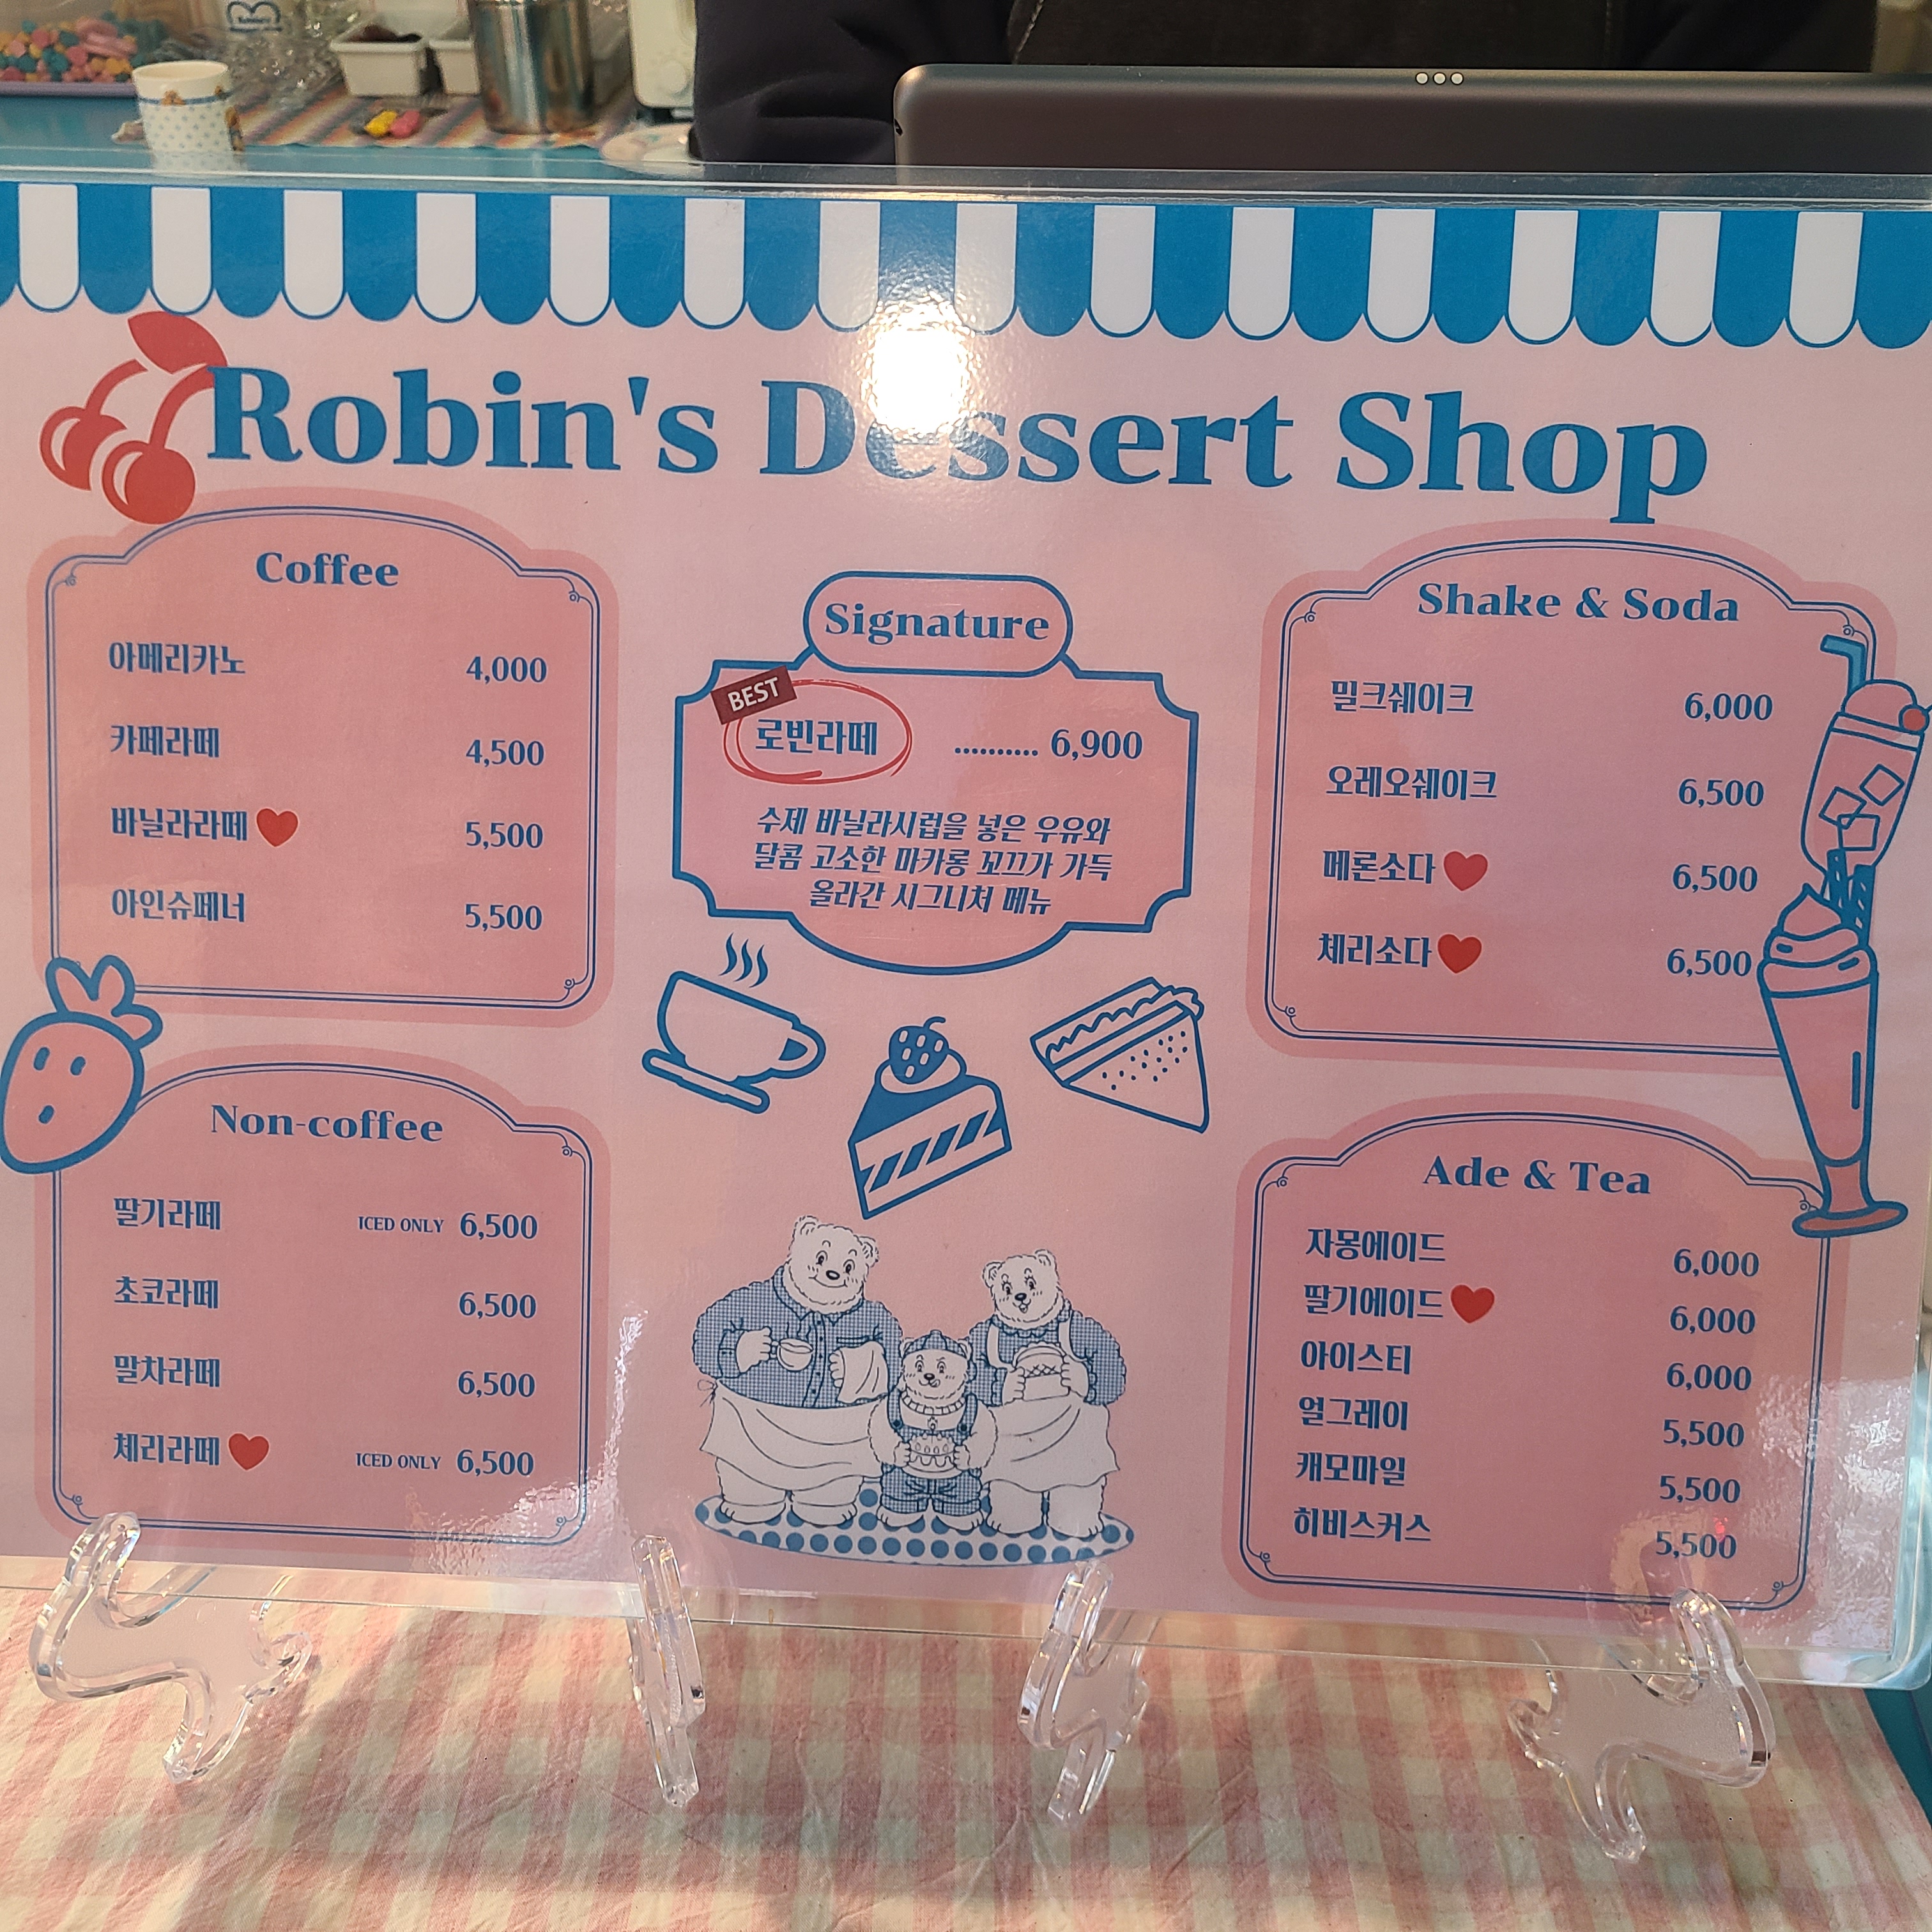 Robin's Dessert Shop
Coffee
아메리카노 4,000
카페라떼 4,500
바닐라라떼 5,500
아인슈페너 5,500
Non-coffee
딸기라떼 ICED ONLY 6,500
초코라떼 6,500
말차라떼 6,500
체리라떼 ICED ONLY 6,500
Signature
BEST
로빈라떼 .......... 6,900
수제 바닐라시럽을 넣은 우유와
달콤 고소한 마카롱 꼬끄가 가득
올라간 시그니처 메뉴
Shake & Soda
밀크쉐이크 6,000
오레오쉐이크 6,500
메론소다 6,500
체리소다 6,500
Ade & Tea
자몽에이드 6,000
딸기에이드 6,000
아이스티 6,000
얼그레이 5,500
캐모마일 5,500
히비스커스 5,500